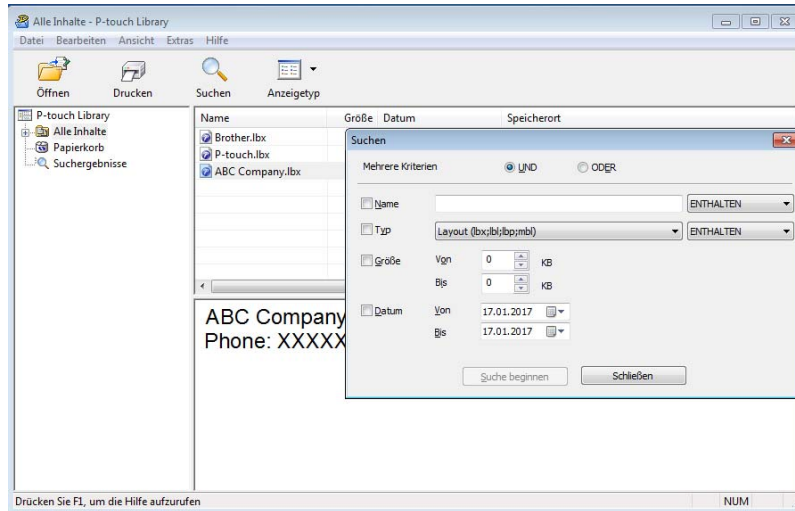 Alle Inhalte - P-touch Library
Datei Bearbeiten Ansicht Extras Hilfe
Öffnen Drucken Suchen Anzeigetyp
P-touch Library
Alle Inhalte
Papierkorb
Suchergebnisse
Name Größe Datum Speicherort
Brother.lbx
P-touch.lbx
ABC Company.lbx
ABC Company
Phone: XXXXX
Suchen
Mehrere Kriterien UND ODER
Name ENTHALTEN
Typ Layout (lbx;lbl;lbp;mbl) ENTHALTEN
Größe Von 0 KB
Bis 0 KB
Datum Von 17.01.2017
Bis 17.01.2017
Suche beginnen Schließen
Drücken Sie F1, um die Hilfe aufzurufen NUM